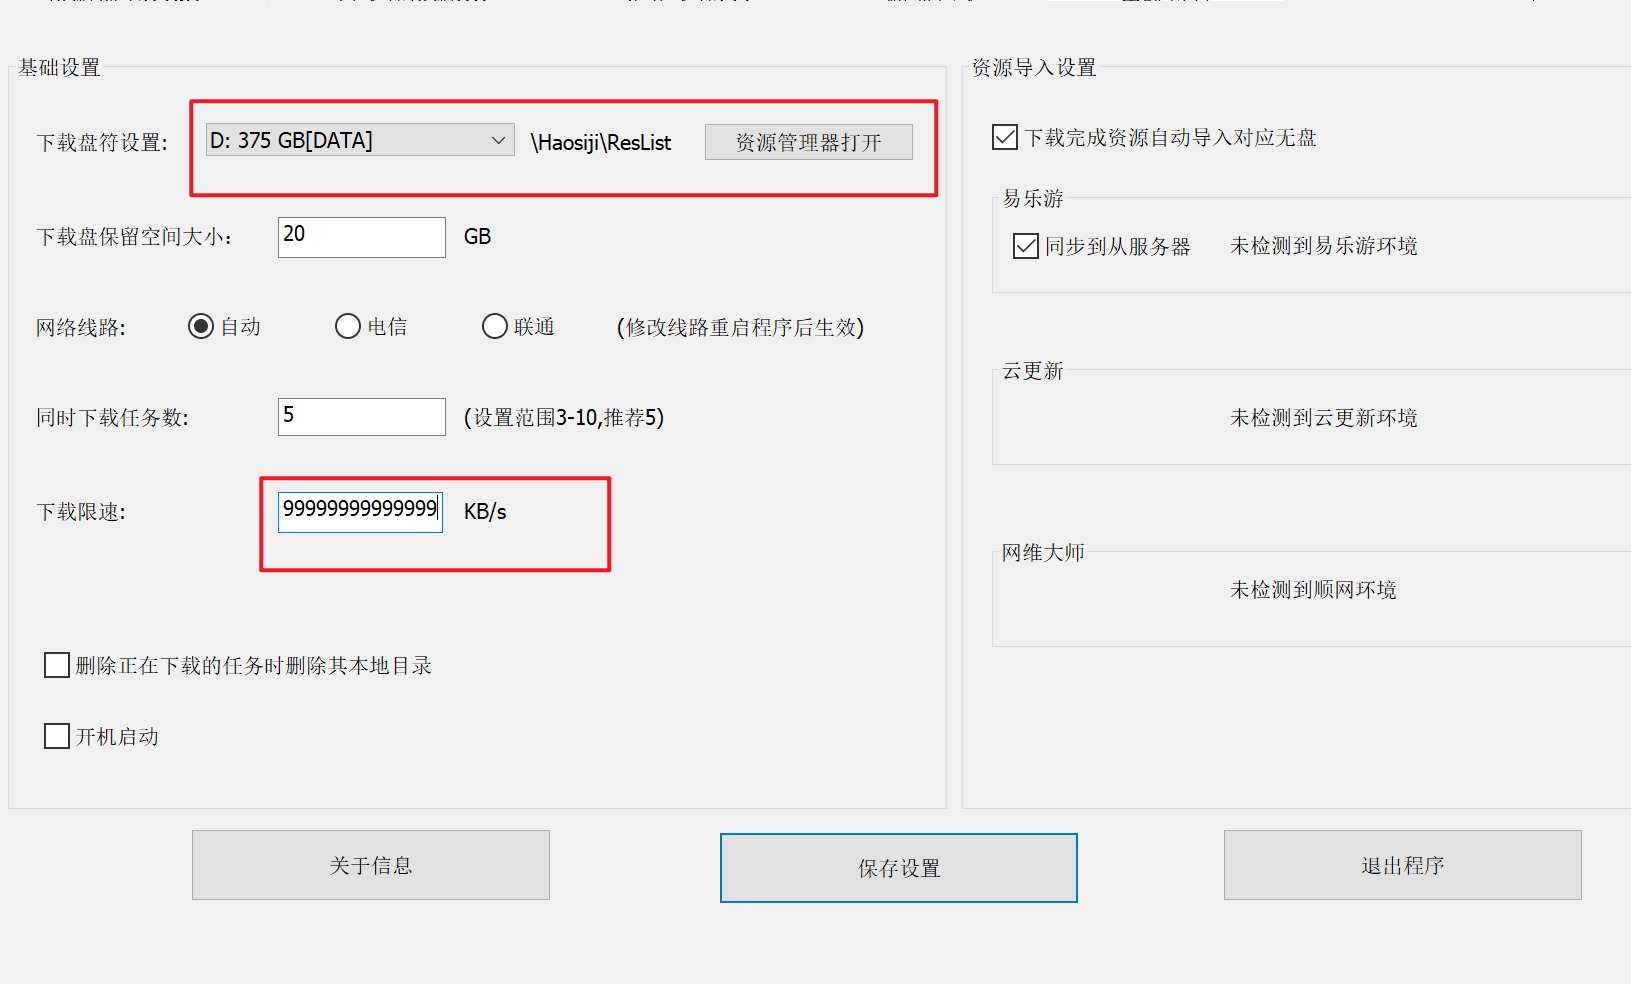 基础设置
下载盘符设置:
D: 375 GB[DATA]
\Haosiji\ResList
资源管理器打开
下载盘保留空间大小:
20
GB
网络线路:
自动
电信
联通
(修改线路重启程序后生效)
同时下载任务数:
5
(设置范围3-10,推荐5)
下载限速:
99999999999999
KB/s
删除正在下载的任务时删除其本地目录
开机启动
资源导入设置
下载完成资源自动导入对应无盘
易乐游
同步到从服务器
未检测到易乐游环境
云更新
未检测到云更新环境
网维大师
未检测到顺网环境
关于信息
保存设置
退出程序